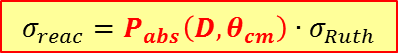 σ_reac = P_abs(D, θ_cm) · σ_Ruth